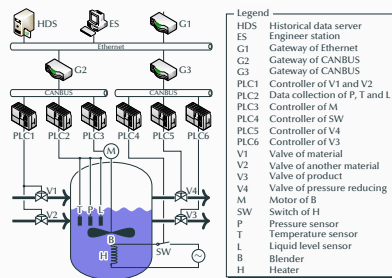 HDS
ES
G1
Ethernet
G2
G3
CANBUS
CANBUS
PLC1
PLC2
PLC3
PLC4
PLC5
PLC6
M
V1
V2
V4
V3
T
P
L
B
H
SW
~
Legend
HDS Historical data server
ES Engineer station
G1 Gateway of Ethernet
G2 Gateway of CANBUS
G3 Gateway of CANBUS
PLC1 Controller of V1 and V2
PLC2 Data collection of P, T and L
PLC3 Controller of M
PLC4 Controller of SW
PLC5 Controller of V4
PLC6 Controller of V3
V1 Valve of material
V2 Valve of another material
V3 Valve of product
V4 Valve of pressure reducing
M Motor of B
SW Switch of H
P Pressure sensor
T Temperature sensor
L Liquid level sensor
B Blender
H Heater